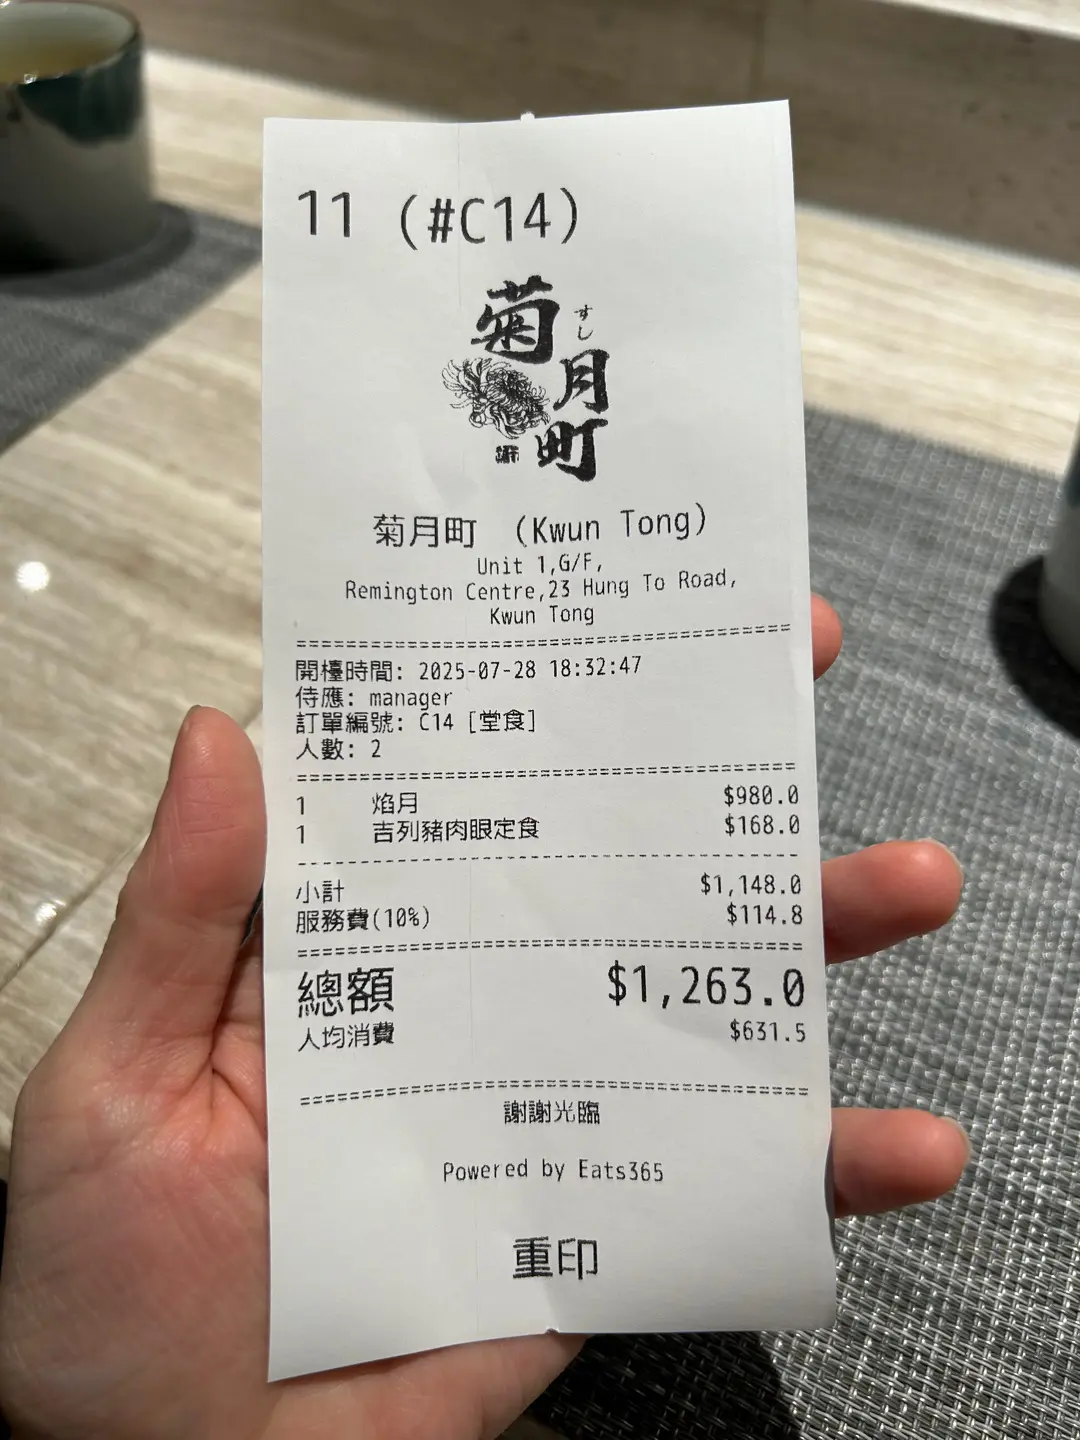 11 (#C14)
菊月町
すし
菊月町 (Kwun Tong)
Unit 1,G/F,
Remington Centre,23 Hung To Road,
Kwun Tong
開檯時間: 2025-07-28 18:32:47
侍應: manager
訂單編號: C14 [堂食]
人數: 2
1 焰月 $980.0
1 吉列豬肉眼定食 $168.0
小計 $1,148.0
服務費(10%) $114.8
總額 $1,263.0
人均消費 $631.5
謝謝光臨
Powered by Eats365
重印